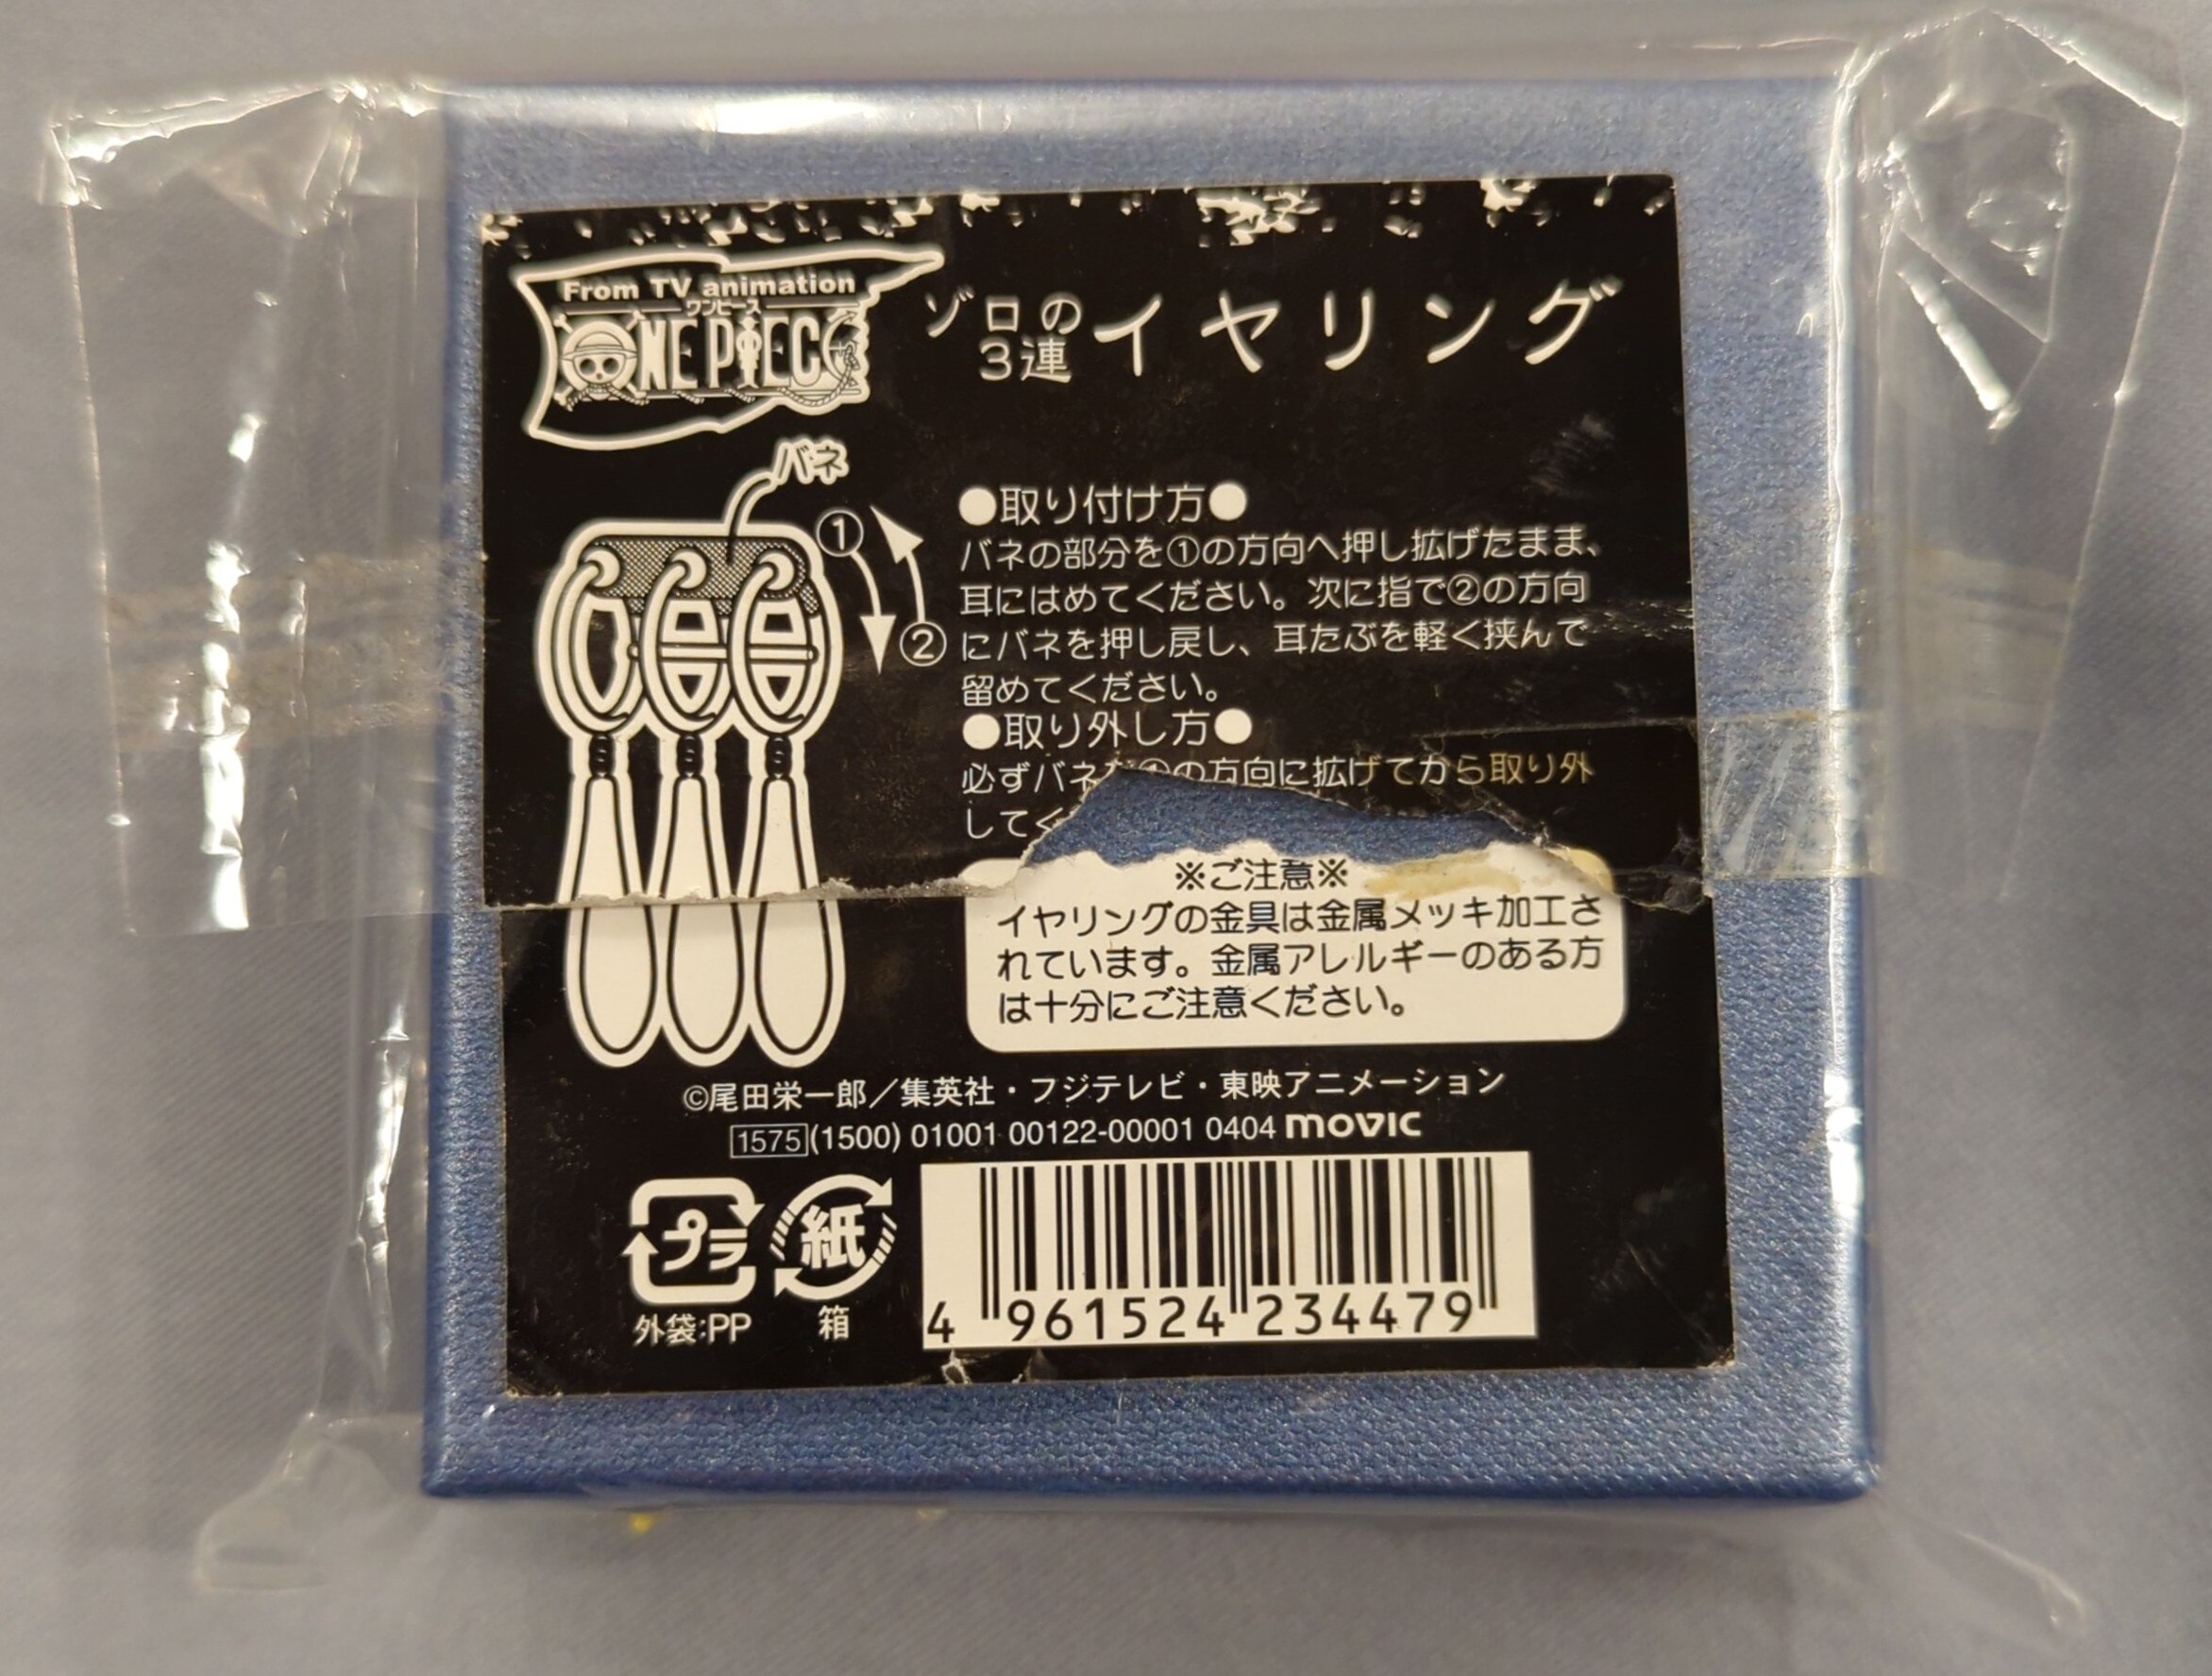 From TV animation
ワンピース
ONE PIECE
ゾロの
3連
イヤリング
バネ
①
②
●取り付け方●
バネの部分を①の方向へ押し拡げたまま、
耳にはめてください。次に指で②の方向
にバネを押し戻し、耳たぶを軽く挟んで
留めてください。
●取り外し方●
必ずバネ の方向に拡げてから取り外
してく
※ご注意※
イヤリングの金具は金属メッキ加工さ
れています。金属アレルギーのある方
は十分にご注意ください。
©尾田栄一郎／集英社・フジテレビ・東映アニメーション
1575 (1500) 01001 00122-00001 0404 movic
プラ
紙
外袋:PP
箱
4 961524 234479